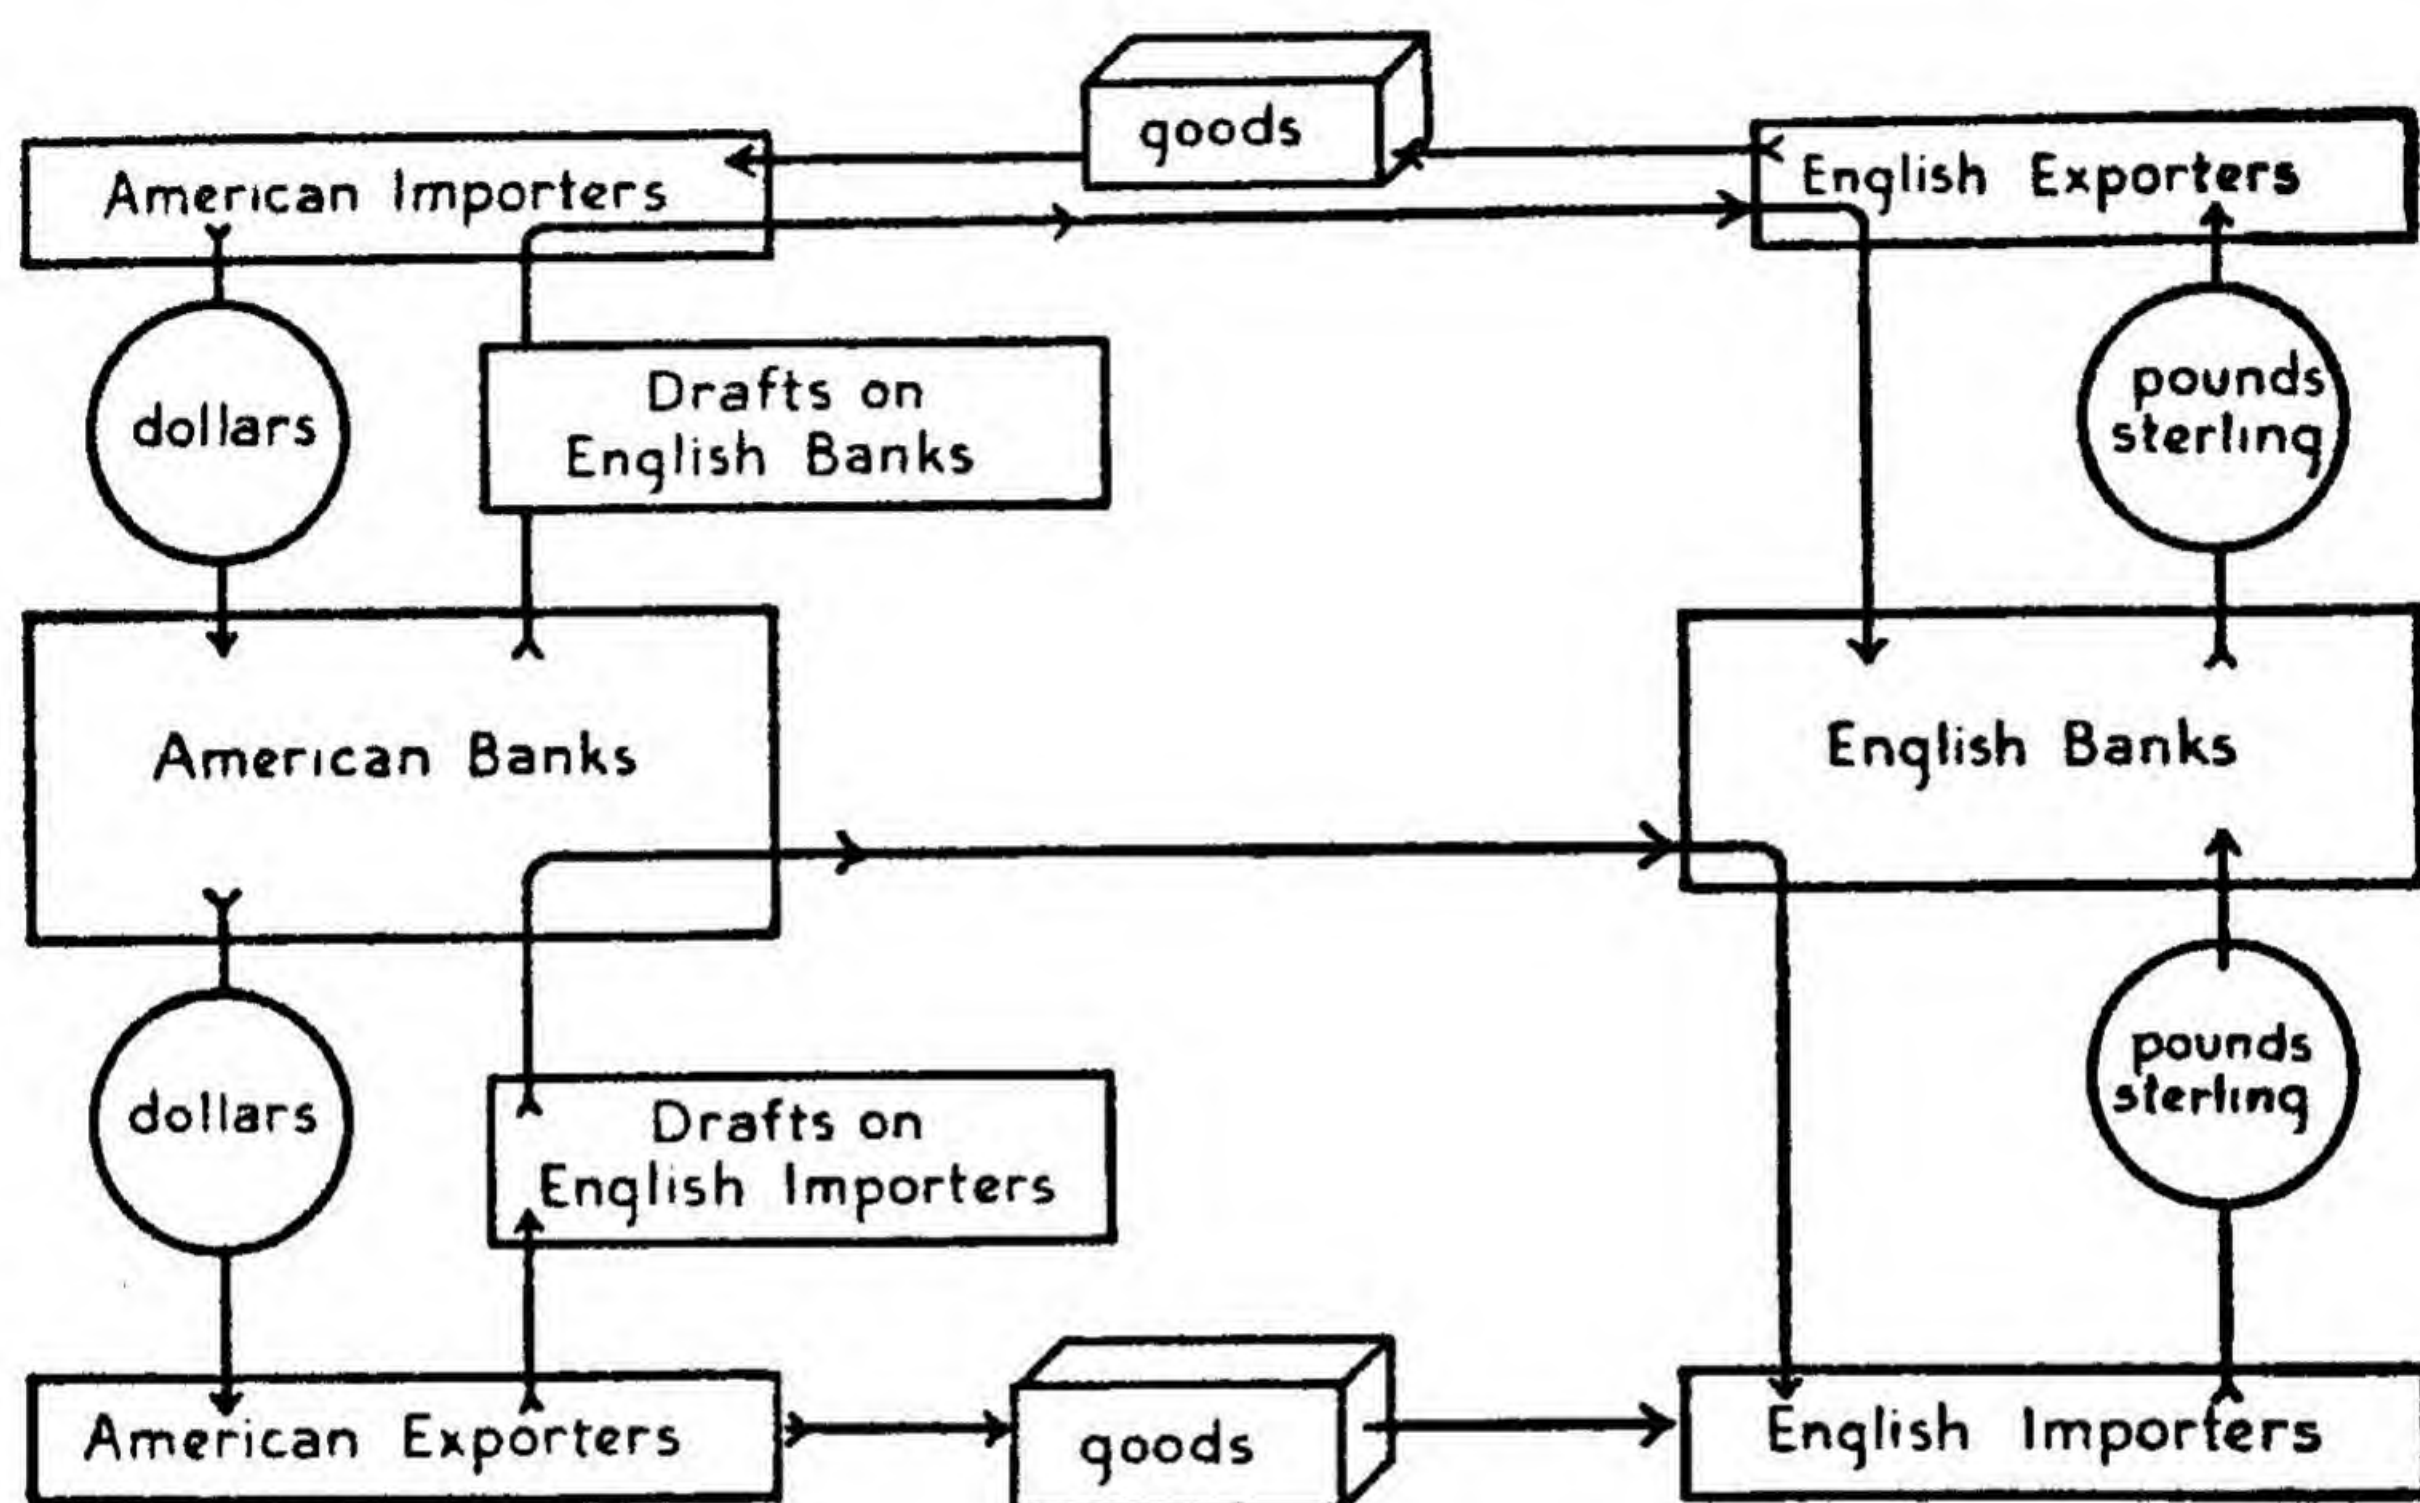 goods
American Importers
English Exporters
dollars
Drafts on
English Banks
pounds
sterling
American Banks
English Banks
dollars
Drafts on
English Importers
pounds
sterling
American Exporters
goods
English Importers